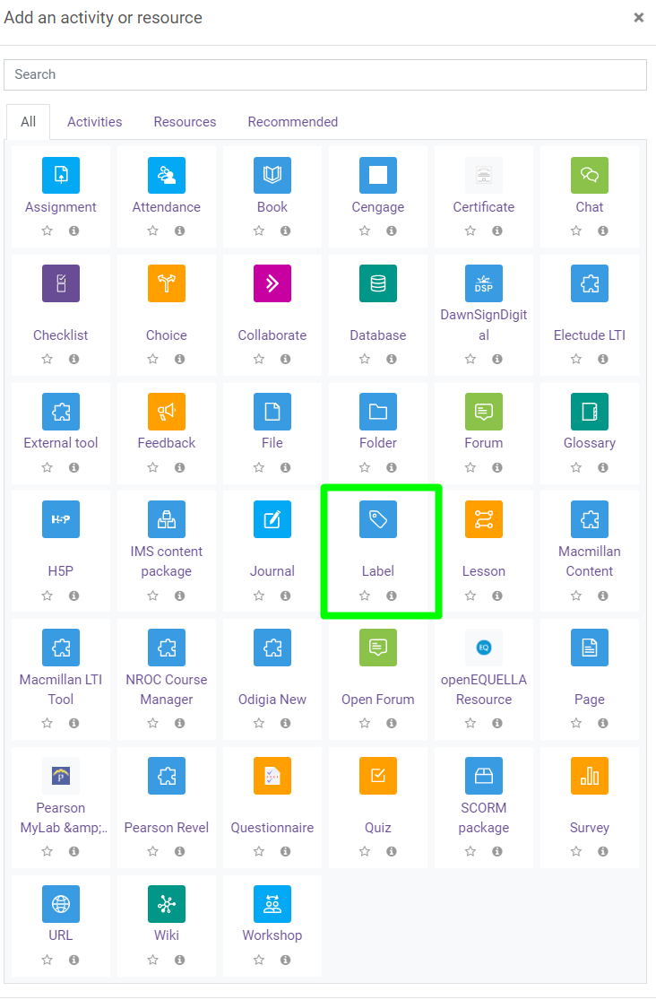 Add an activity or resource
Search
All Activities Resources Recommended
Assignment Attendance Book Cengage Certificate Chat
DSP
Checklist Choice Collaborate Database DawnSignDigit
al Electude LTI
External tool Feedback File Folder Forum Glossary
H-P
H5P IMS content
package Journal Label Lesson Macmillan
Content
EQ
Macmillan LTI
Tool NROC Course
Manager Odigia New Open Forum openEQUELLA
Resource Page
P
Pearson
MyLab &amp;.. Pearson Revel Questionnaire Quiz SCORM
package Survey
URL Wiki Workshop